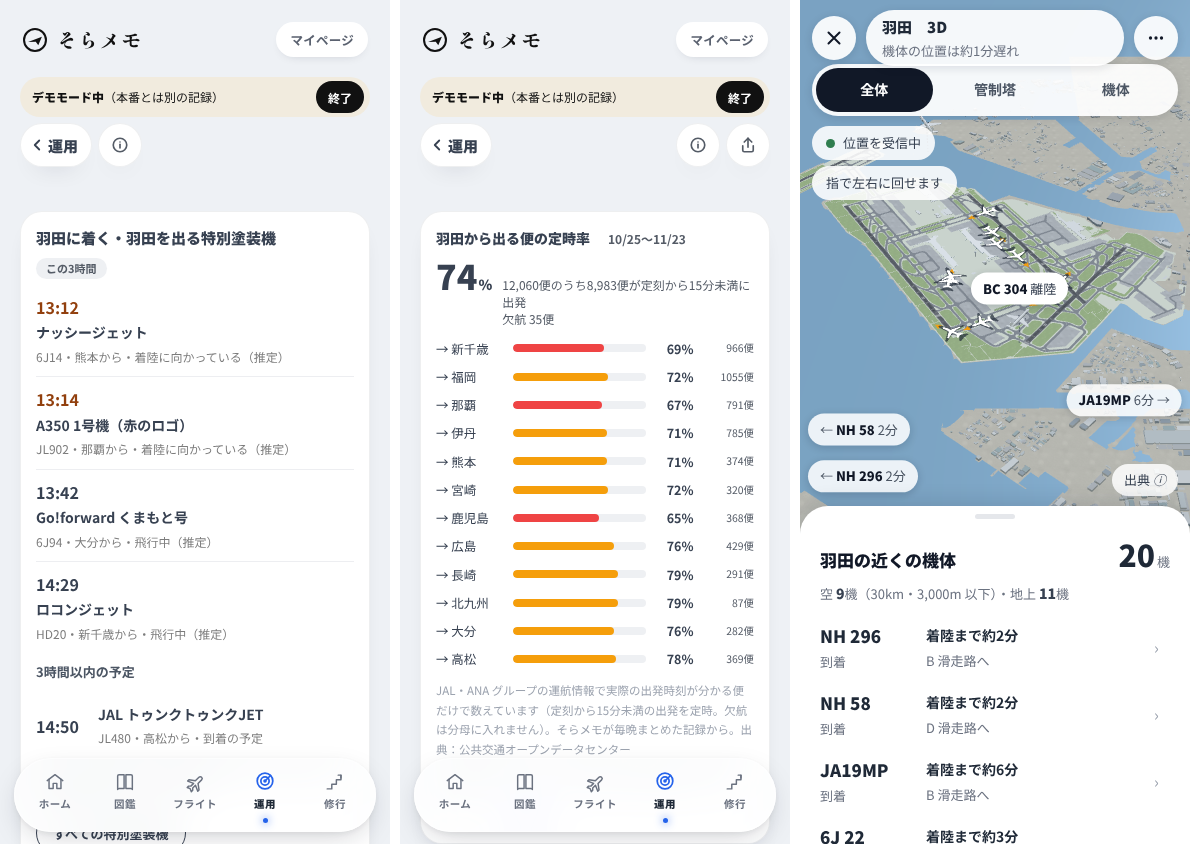 そらメモ
マイページ
デモモード中（本番とは別の記録）
終了
運用
羽田に着く・羽田を出る特別塗装機
この3時間
13:12
ナッシージェット
6J14・熊本から・着陸に向かっている（推定）
13:14
A350 1号機（赤のロゴ）
JL902・那覇から・着陸に向かっている（推定）
13:42
Go!forward くまもと号
6J94・大分から・飛行中（推定）
14:29
ロコンジェット
HD20・新千歳から・飛行中（推定）
3時間以内の予定
14:50
JAL トゥンクトゥンクJET
JL480・高松から・到着の予定
ホーム
図鑑
フライト
運用
修行
すべての特別塗装機
そらメモ
マイページ
デモモード中（本番とは別の記録）
終了
運用
羽田から出る便の定時率 10/25〜11/23
74% 12,060便のうち8,983便が定刻から15分未満に
出発
欠航 35便
→ 新千歳 69% 966便
→ 福岡 72% 1055便
→ 那覇 67% 791便
→ 伊丹 71% 785便
→ 熊本 71% 374便
→ 宮崎 72% 320便
→ 鹿児島 65% 368便
→ 広島 76% 429便
→ 長崎 79% 291便
→ 北九州 79% 87便
→ 大分 76% 282便
→ 高松 78% 369便
JAL・ANA グループの運航情報で実際の出発時刻が分かる便
だけで数えています（定刻から15分未満の出発を定時。欠航
は分母に入れません）。そらメモが毎晩まとめた記録から。出
典：公共交通オープンデータセンター
ホーム
図鑑
フライト
運用
修行
羽田 3D
機体の位置は約1分遅れ
全体
管制塔
機体
位置を受信中
指で左右に回せます
BC 304 離陸
JA19MP 6分 →
← NH 58 2分
← NH 296 2分
出典 ⓘ
羽田の近くの機体
20機
空 9機（30km・3,000m 以下）・地上 11機
NH 296 着陸まで約2分
到着 B 滑走路へ
NH 58 着陸まで約2分
到着 D 滑走路へ
JA19MP 着陸まで約6分
到着 B 滑走路へ
6J 22 着陸まで約3分